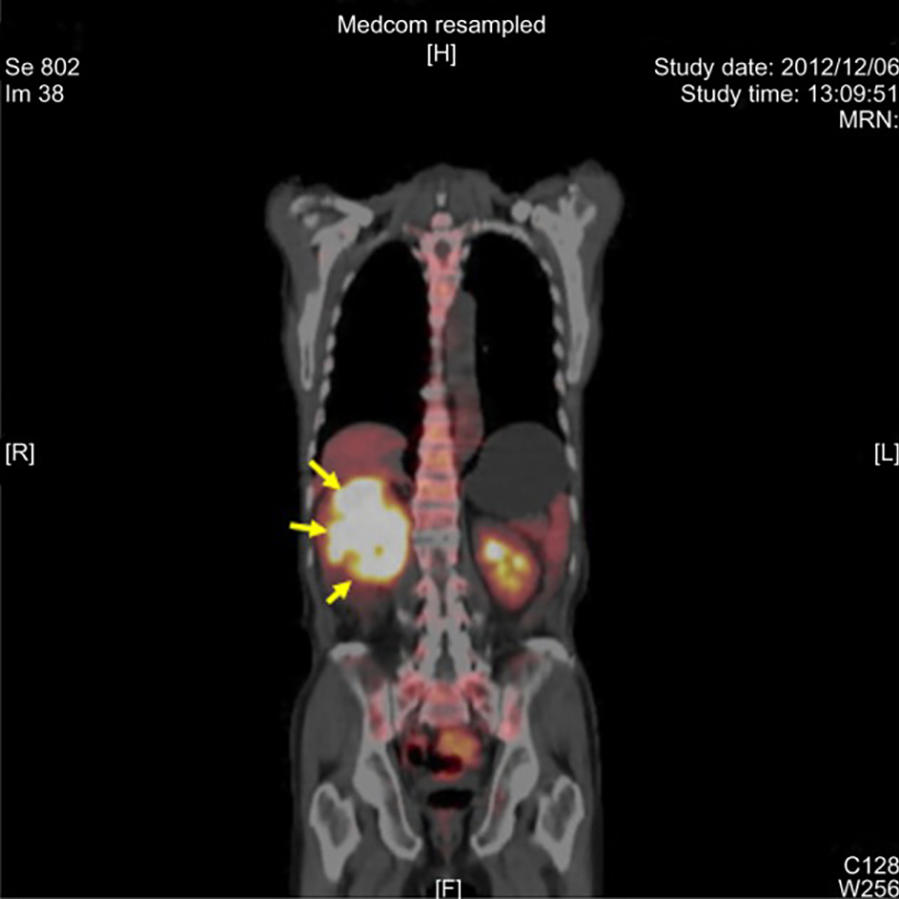 Medcom resampled
[H]
Se 802
Im 38
Study date: 2012/12/06
Study time: 13:09:51
MRN:
[R]
[L]
C128
W256
[F]